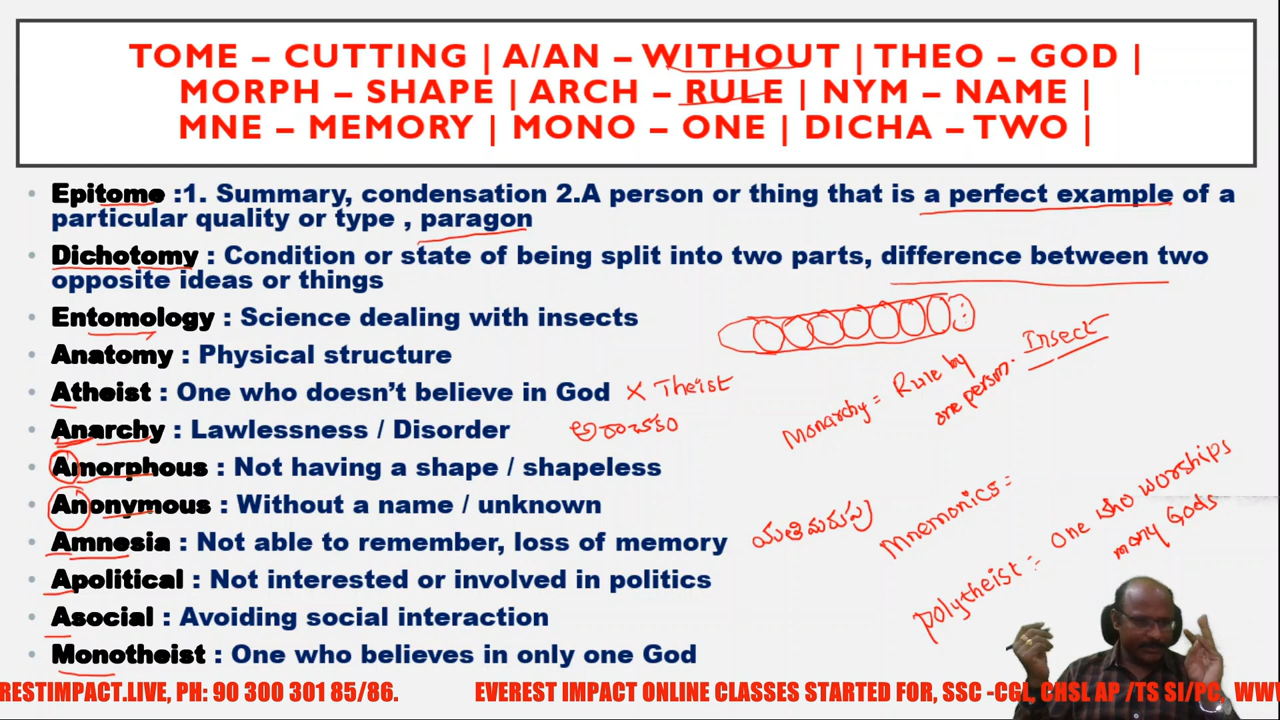 TOME – CUTTING | A/AN – WITHOUT | THEO – GOD |
MORPH – SHAPE | ARCH – RULE | NYM – NAME |
MNE – MEMORY | MONO – ONE | DICHA – TWO |
• Epitome :1. Summary, condensation 2.A person or thing that is a perfect example of a
particular quality or type , paragon
• Dichotomy : Condition or state of being split into two parts, difference between two
opposite ideas or things
• Entomology : Science dealing with insects
Insect
• Anatomy : Physical structure
• Atheist : One who doesn’t believe in God x Theist
Monarchy = Rule by
one person.
• Anarchy : Lawlessness / Disorder అరాచకం
• Amorphous : Not having a shape / shapeless
• Anonymous : Without a name / unknown
Mnemonics =
• Amnesia : Not able to remember, loss of memory యతిమరుపు
Polytheist :- One who worships
many Gods
• Apolitical : Not interested or involved in politics
• Asocial : Avoiding social interaction
• Monotheist : One who believes in only one God
RESTIMPACT.LIVE, PH: 90 300 301 85/86. EVEREST IMPACT ONLINE CLASSES STARTED FOR, SSC -CGL, CHSL AP /TS SI/PC, WWW